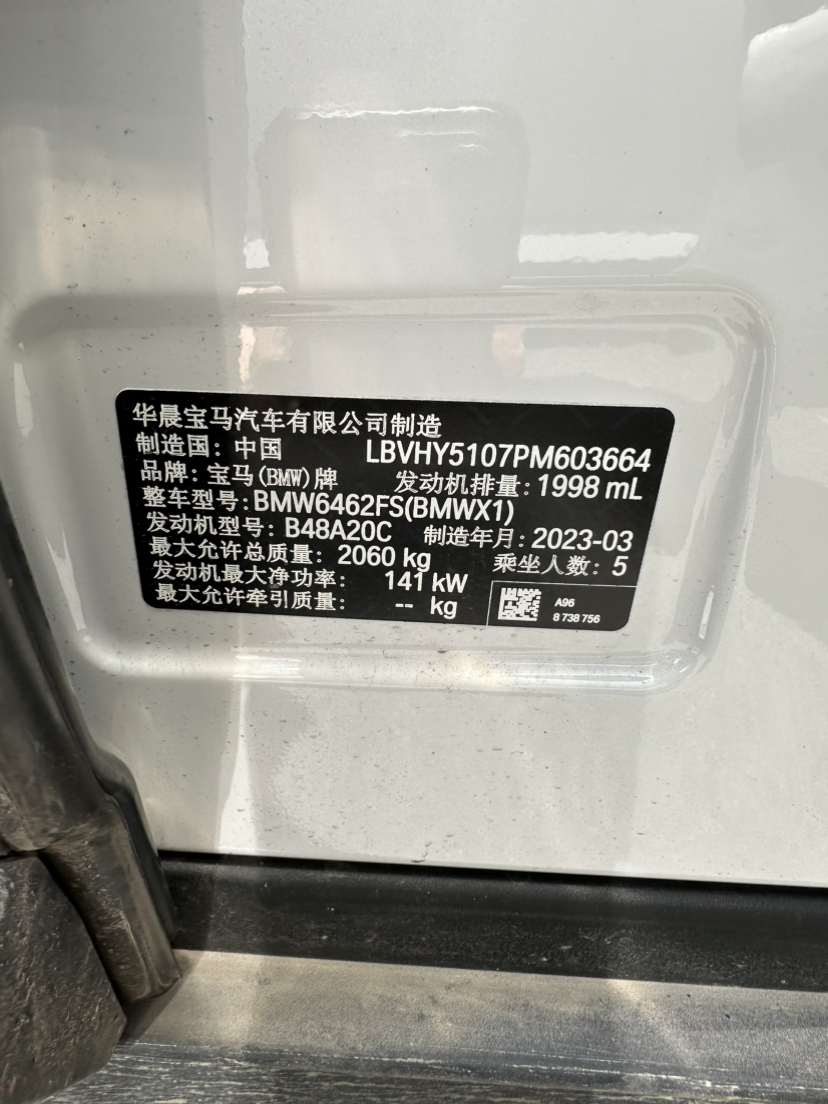 华晨宝马汽车有限公司制造
制造国: 中国 LBVHY5107PM603664
品牌: 宝马(BMW)牌 发动机排量: 1998 mL
整车型号: BMW6462FS(BMWX1)
发动机型号: B48A20C 制造年月: 2023-03
最大允许总质量: 2060 kg 乘坐人数: 5
发动机最大净功率: 141 kW
最大允许牵引质量: -- kg
A96
8 738 756